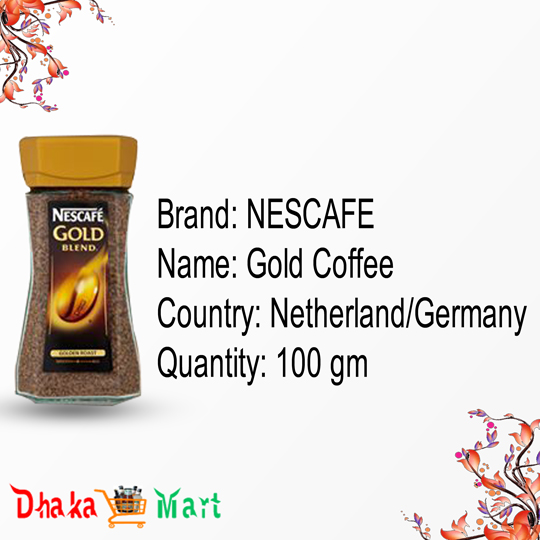 NESCAFÉ
GOLD
BLEND
GOLDEN ROAST
Brand: NESCAFE
Name: Gold Coffee
Country: Netherland/Germany
Quantity: 100 gm
Dhaka Mart